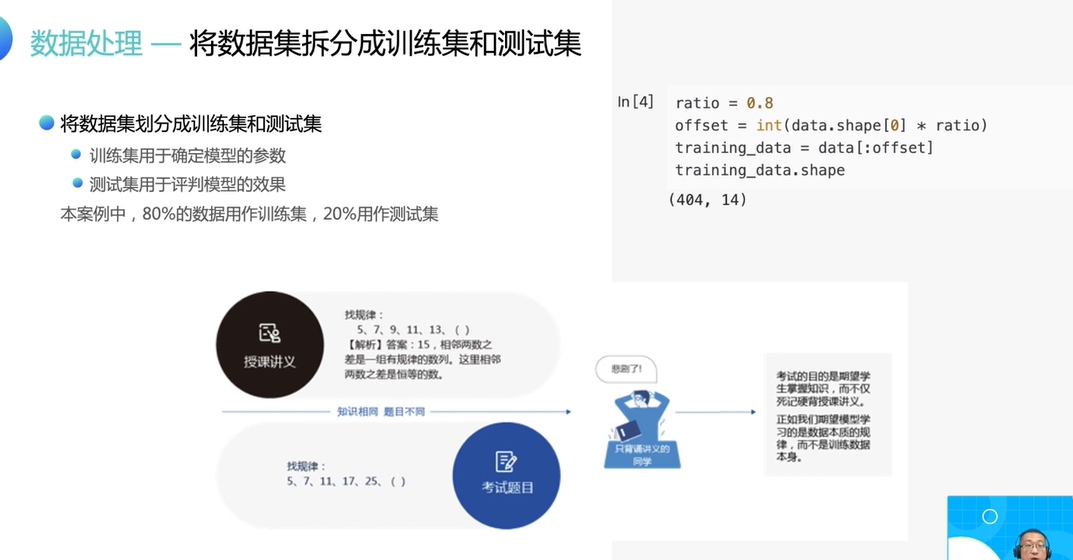 数据处理 — 将数据集拆分成训练集和测试集
将数据集划分成训练集和测试集
训练集用于确定模型的参数
测试集用于评判模型的效果
本案例中，80%的数据用作训练集，20%用作测试集
In[4]
ratio = 0.8
offset = int(data.shape[0] * ratio)
training_data = data[:offset]
training_data.shape
(404, 14)
授课讲义
找规律：
5、7、9、11、13、（ ）
【解析】答案：15，相邻两数之
差是一组有规律的数列。这里相邻
两数之差是恒等的数。
知识相同 题目不同
找规律：
5、7、11、17、25、（ ）
考试题目
悲剧了!
只背诵讲义的
同学
考试的目的是期望学
生掌握知识，而不仅
死记硬背授课讲义。
正如我们期望模型学
习的是数据本质的规
律，而不是训练数据
本身。